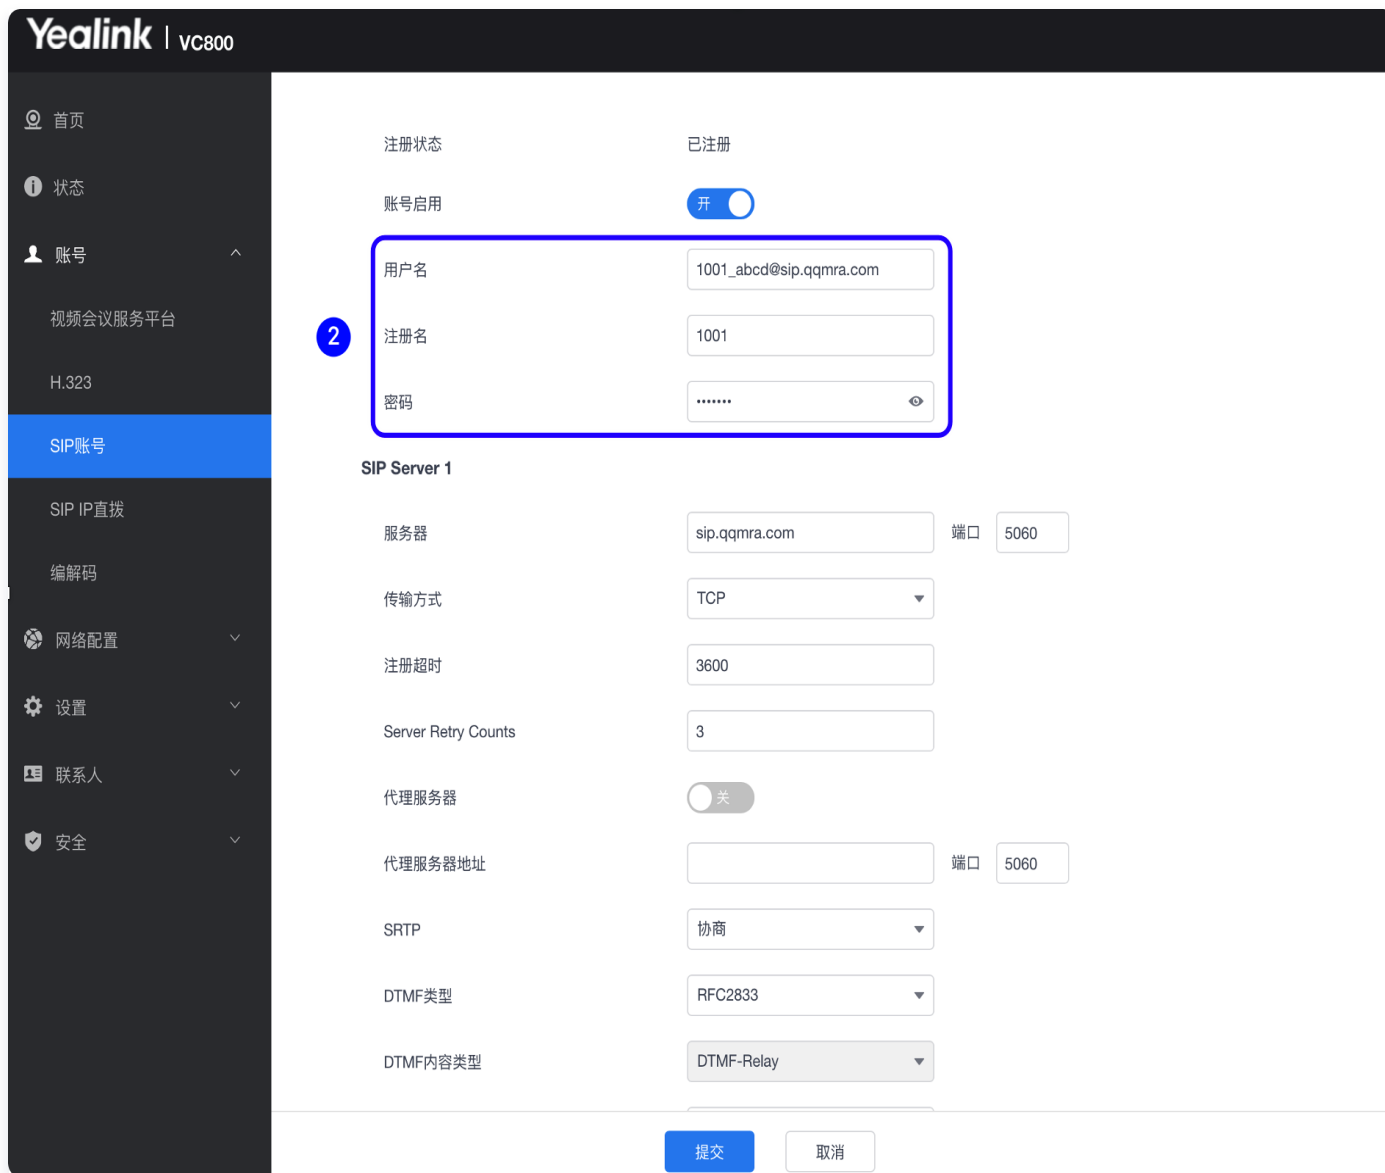 Yealink | VC800
首页
状态
账号
视频会议服务平台
H.323
SIP账号
SIP IP直拨
编解码
网络配置
设置
联系人
安全
注册状态 已注册
账号启用 开
2
用户名 1001_abcd@sip.qqmra.com
注册名 1001
密码 •••••••
SIP Server 1
服务器 sip.qqmra.com 端口 5060
传输方式 TCP
注册超时 3600
Server Retry Counts 3
代理服务器 关
代理服务器地址 端口 5060
SRTP 协商
DTMF类型 RFC2833
DTMF内容类型 DTMF-Relay
提交 取消